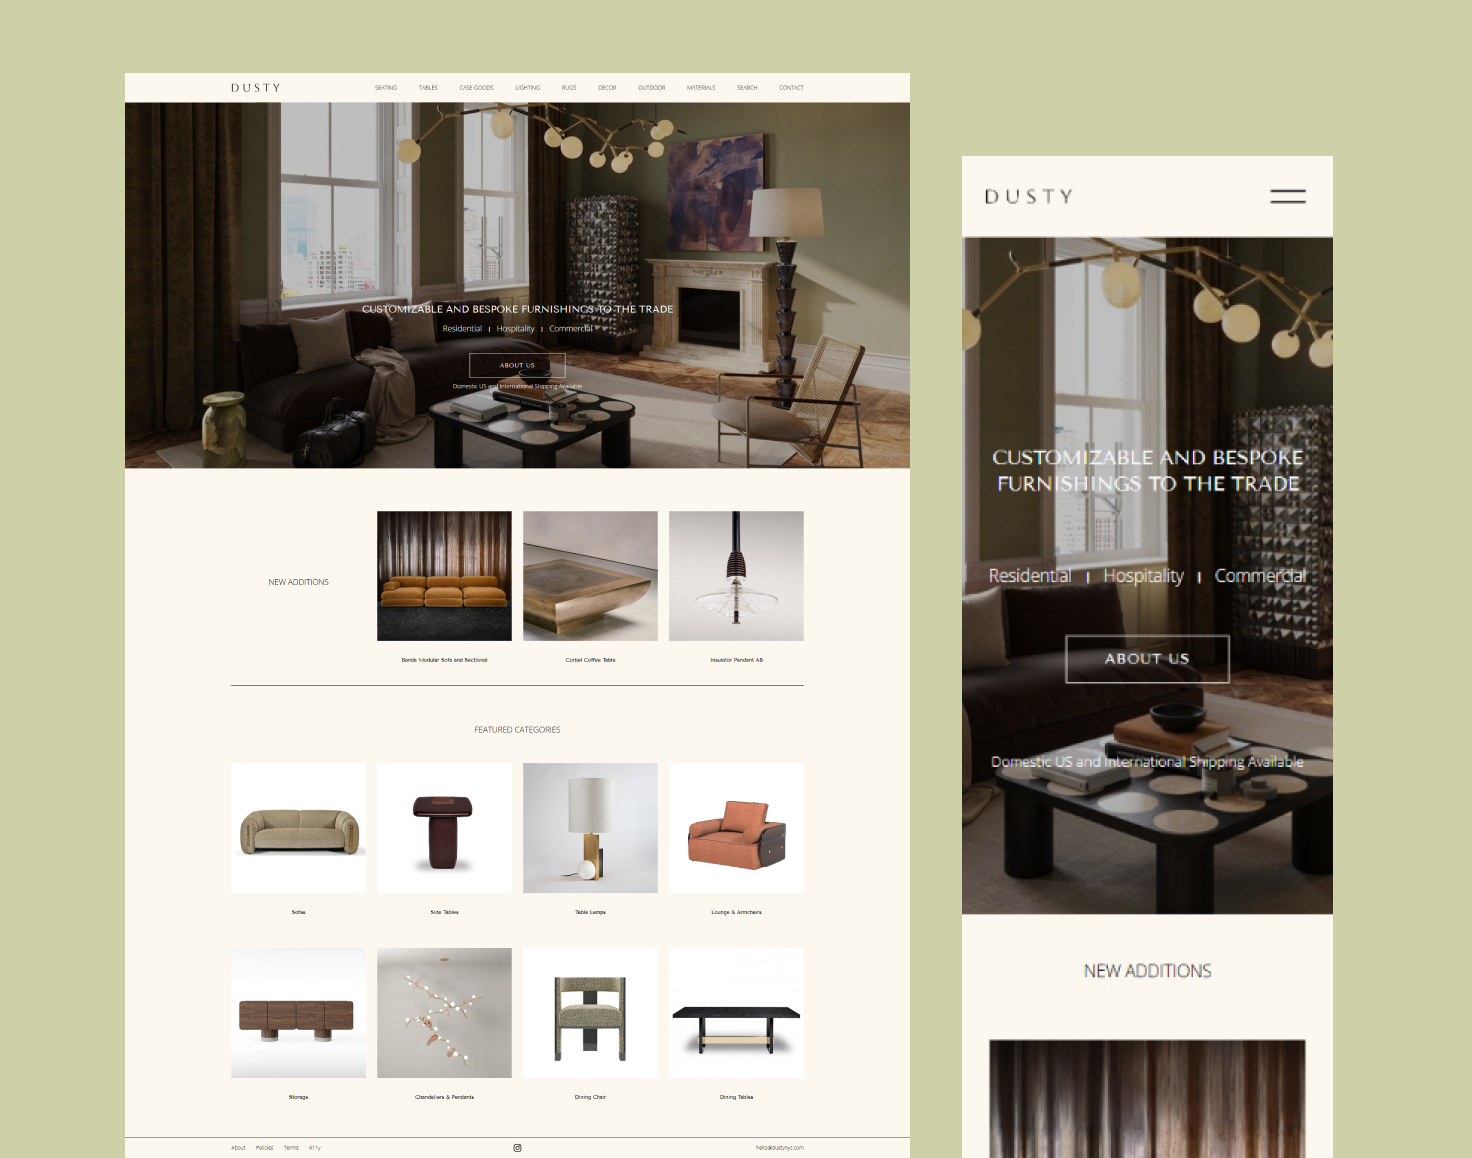 DUSTY
SEATING TABLES CASE GOODS LIGHTING RUGS DECOR OUTDOOR MATERIALS SEARCH CONTACT
CUSTOMIZABLE AND BESPOKE FURNISHINGS TO THE TRADE
Residential | Hospitality | Commercial
ABOUT US
Domestic US and International Shipping Available
NEW ADDITIONS
Banda Modular Sofa and Sectional
Corbel Coffee Table
Insulator Pendant AB
FEATURED CATEGORIES
Sofas
Side Tables
Table Lamps
Lounge & Armchairs
Storage
Chandeliers & Pendants
Dining Chair
Dining Tables
About Policies Terms A11y
hello@dustynyc.com
DUSTY
CUSTOMIZABLE AND BESPOKE
FURNISHINGS TO THE TRADE
Residential | Hospitality | Commercial
ABOUT US
Domestic US and International Shipping Available
NEW ADDITIONS